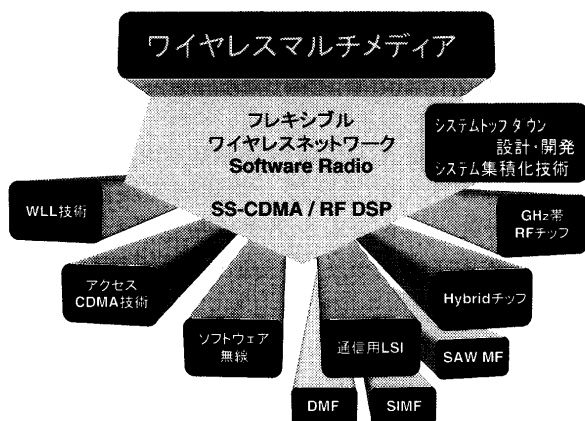 ワイヤレスマルチメディア
フレキシブル
ワイヤレスネットワーク
Software Radio
SS-CDMA / RF DSP
システムトップダウン
設計・開発
システム集積化技術
WLL技術
GHz帯
RFチップ
アクセス
CDMA技術
Hybridチップ
ソフトウェア
無線
通信用LSI
SAW MF
DMF
SIMF